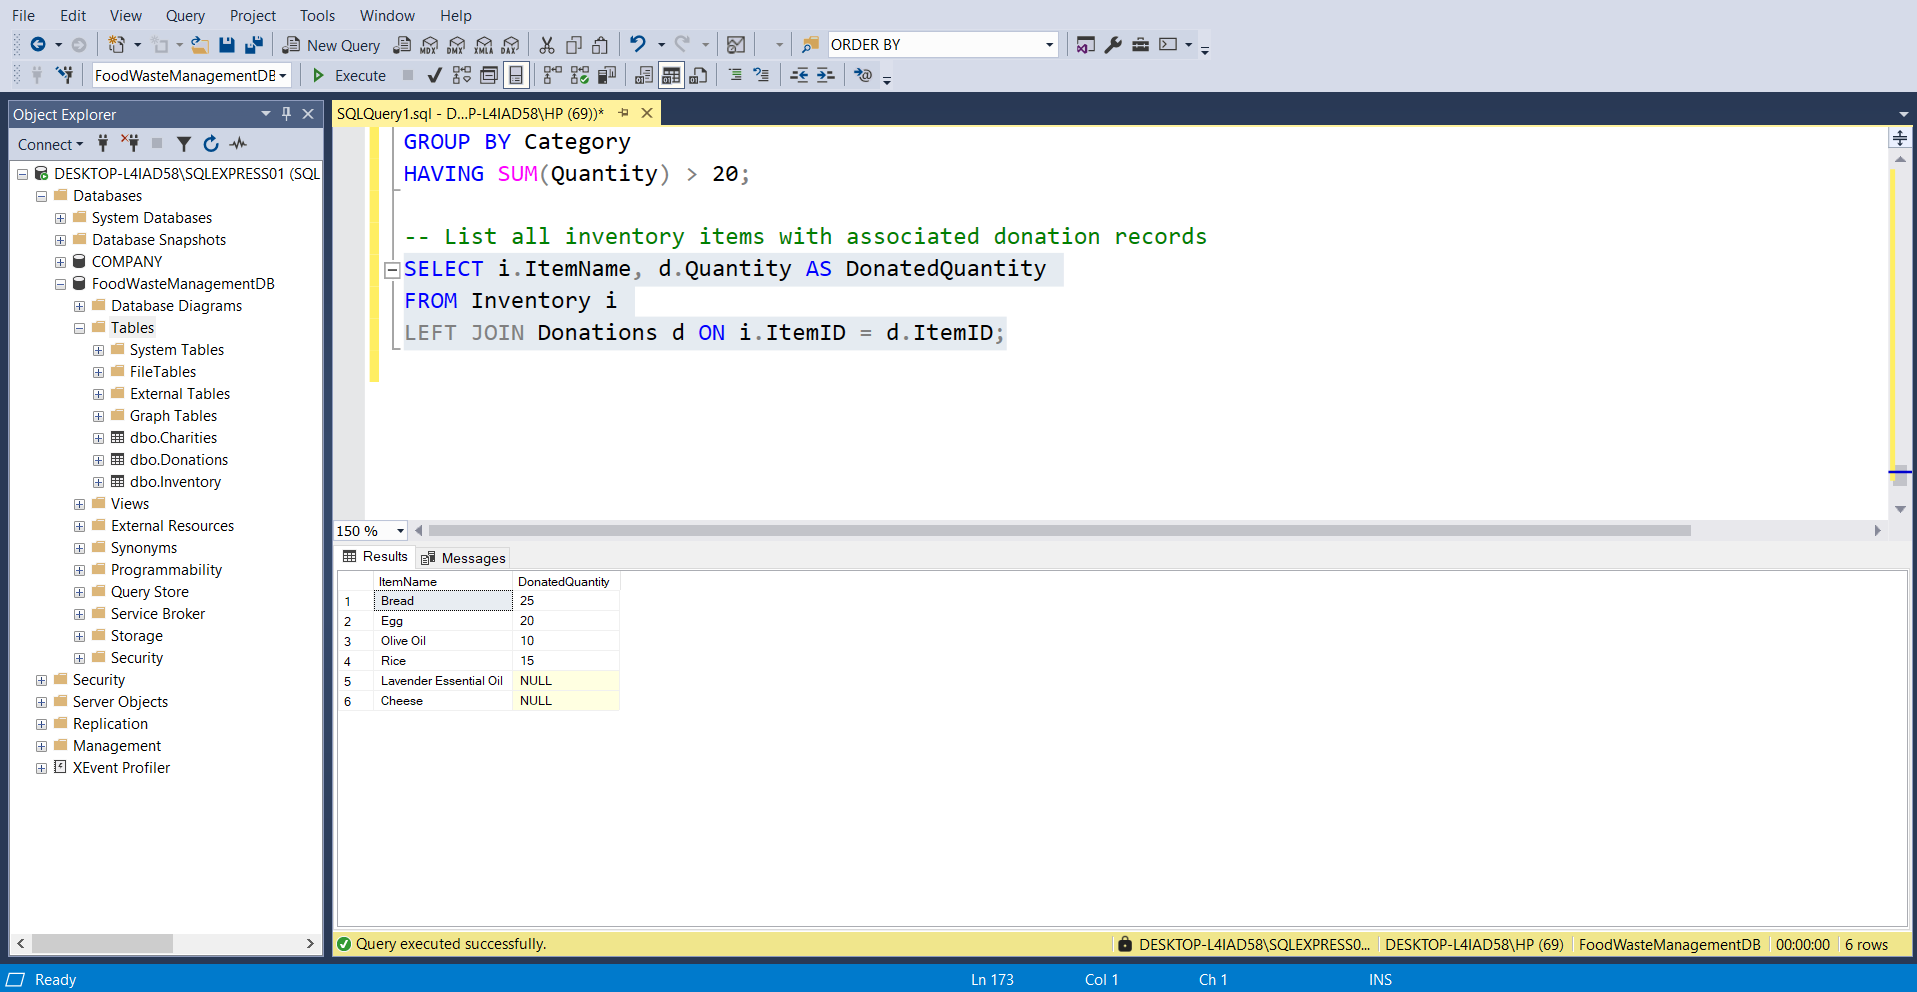 File Edit View Query Project Tools Window Help
New Query MDX DMX XMLA DAX ORDER BY
FoodWasteManagementDB Execute
Object Explorer
Connect
DESKTOP-L4IAD58\SQLEXPRESS01 (SQL
Databases
System Databases
Database Snapshots
COMPANY
FoodWasteManagementDB
Database Diagrams
Tables
System Tables
FileTables
External Tables
Graph Tables
dbo.Charities
dbo.Donations
dbo.Inventory
Views
External Resources
Synonyms
Programmability
Query Store
Service Broker
Storage
Security
Security
Server Objects
Replication
Management
XEvent Profiler
SQLQuery1.sql - D...P-L4IAD58\HP (69))*
GROUP BY Category
HAVING SUM(Quantity) > 20;
-- List all inventory items with associated donation records
SELECT i.ItemName, d.Quantity AS DonatedQuantity
FROM Inventory i
LEFT JOIN Donations d ON i.ItemID = d.ItemID;
150 %
Results Messages
ItemName DonatedQuantity
1 Bread 25
2 Egg 20
3 Olive Oil 10
4 Rice 15
5 Lavender Essential Oil NULL
6 Cheese NULL
Query executed successfully. DESKTOP-L4IAD58\SQLEXPRESS0... DESKTOP-L4IAD58\HP (69) FoodWasteManagementDB 00:00:00 6 rows
Ready Ln 173 Col 1 Ch 1 INS